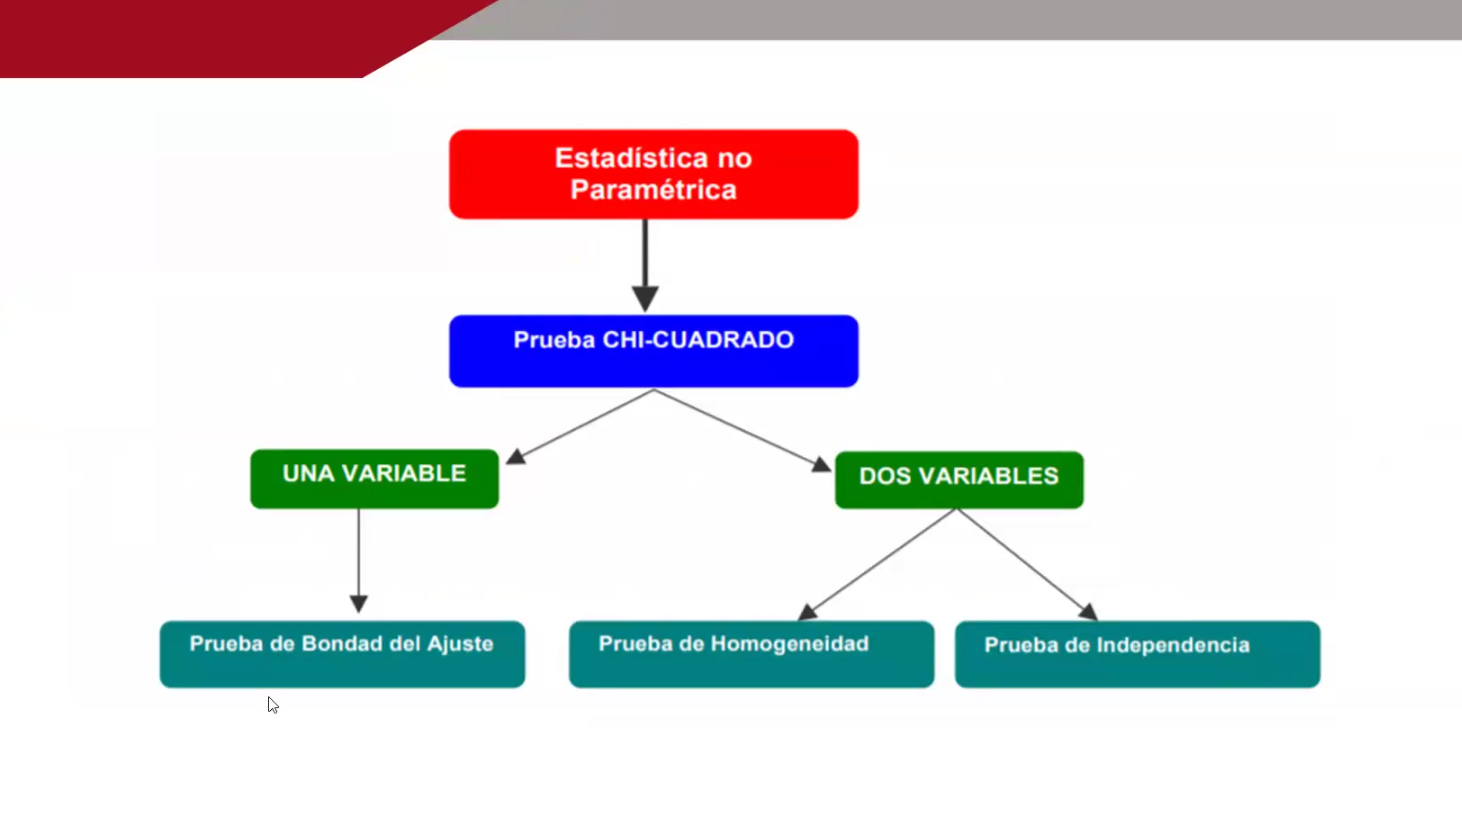 Estadística no
Paramétrica
Prueba CHI-CUADRADO
UNA VARIABLE
DOS VARIABLES
Prueba de Bondad del Ajuste
Prueba de Homogeneidad
Prueba de Independencia